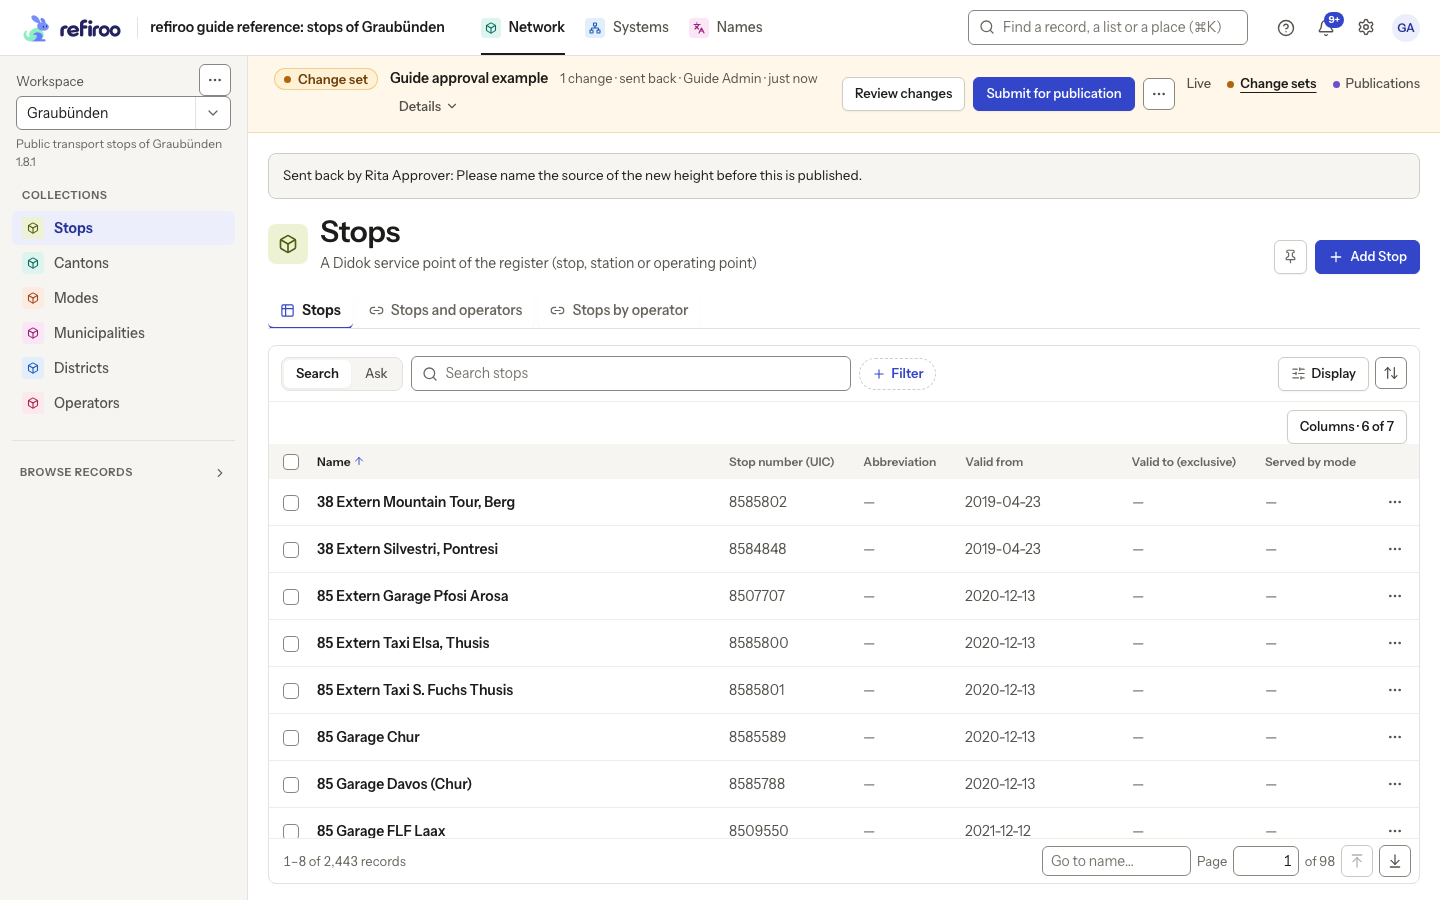 refiroo
refiroo guide reference: stops of Graubünden
Network
Systems
Names
Find a record, a list or a place (⌘K)
9+
GA
Workspace
Graubünden
Public transport stops of Graubünden
1.8.1
COLLECTIONS
Stops
Cantons
Modes
Municipalities
Districts
Operators
BROWSE RECORDS
Change set
Guide approval example
1 change · sent back · Guide Admin · just now
Details
Review changes
Submit for publication
Live
Change sets
Publications
Sent back by Rita Approver: Please name the source of the new height before this is published.
Stops
A Didok service point of the register (stop, station or operating point)
Add Stop
Stops
Stops and operators
Stops by operator
Search
Ask
Search stops
Filter
Display
Columns · 6 of 7
Name Stop number (UIC) Abbreviation Valid from Valid to (exclusive) Served by mode
38 Extern Mountain Tour, Berg 8585802 — 2019-04-23 — —
38 Extern Silvestri, Pontresi 8584848 — 2019-04-23 — —
85 Extern Garage Pfosi Arosa 8507707 — 2020-12-13 — —
85 Extern Taxi Elsa, Thusis 8585800 — 2020-12-13 — —
85 Extern Taxi S. Fuchs Thusis 8585801 — 2020-12-13 — —
85 Garage Chur 8585589 — 2020-12-13 — —
85 Garage Davos (Chur) 8585788 — 2020-12-13 — —
85 Garage FLF Laax 8509550 — 2021-12-12 — —
1–8 of 2,443 records
Go to name...
Page 1 of 98